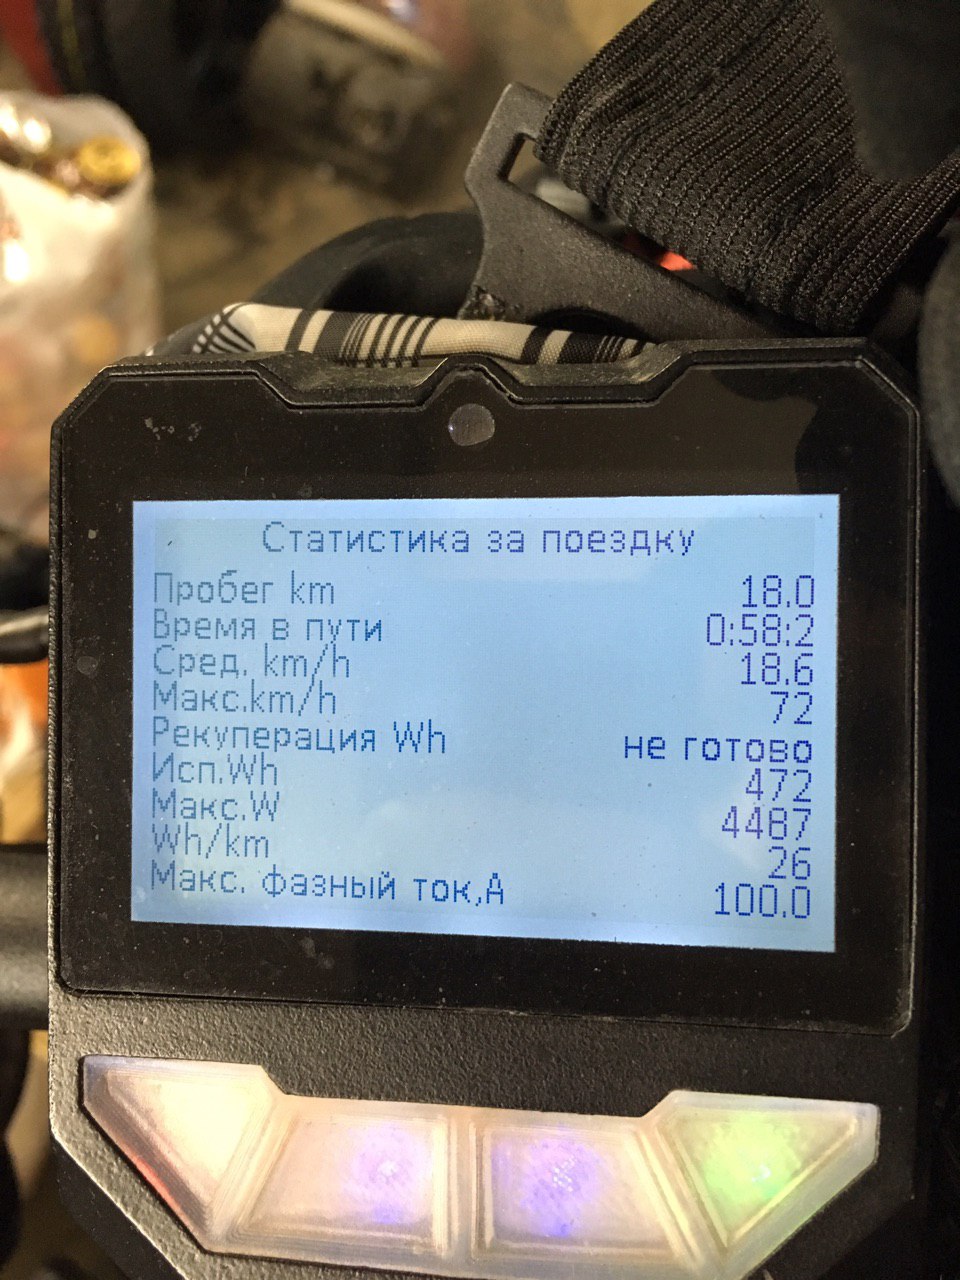 Статистика за поездку
Пробег km 18.0
Время в пути 0:58:2
Сред. km/h 18.6
Макс.km/h 72
Рекуперация Wh не готово
Исп.Wh 472
Макс.W 4487
Wh/km 26
Макс. фазный ток,А 100.0